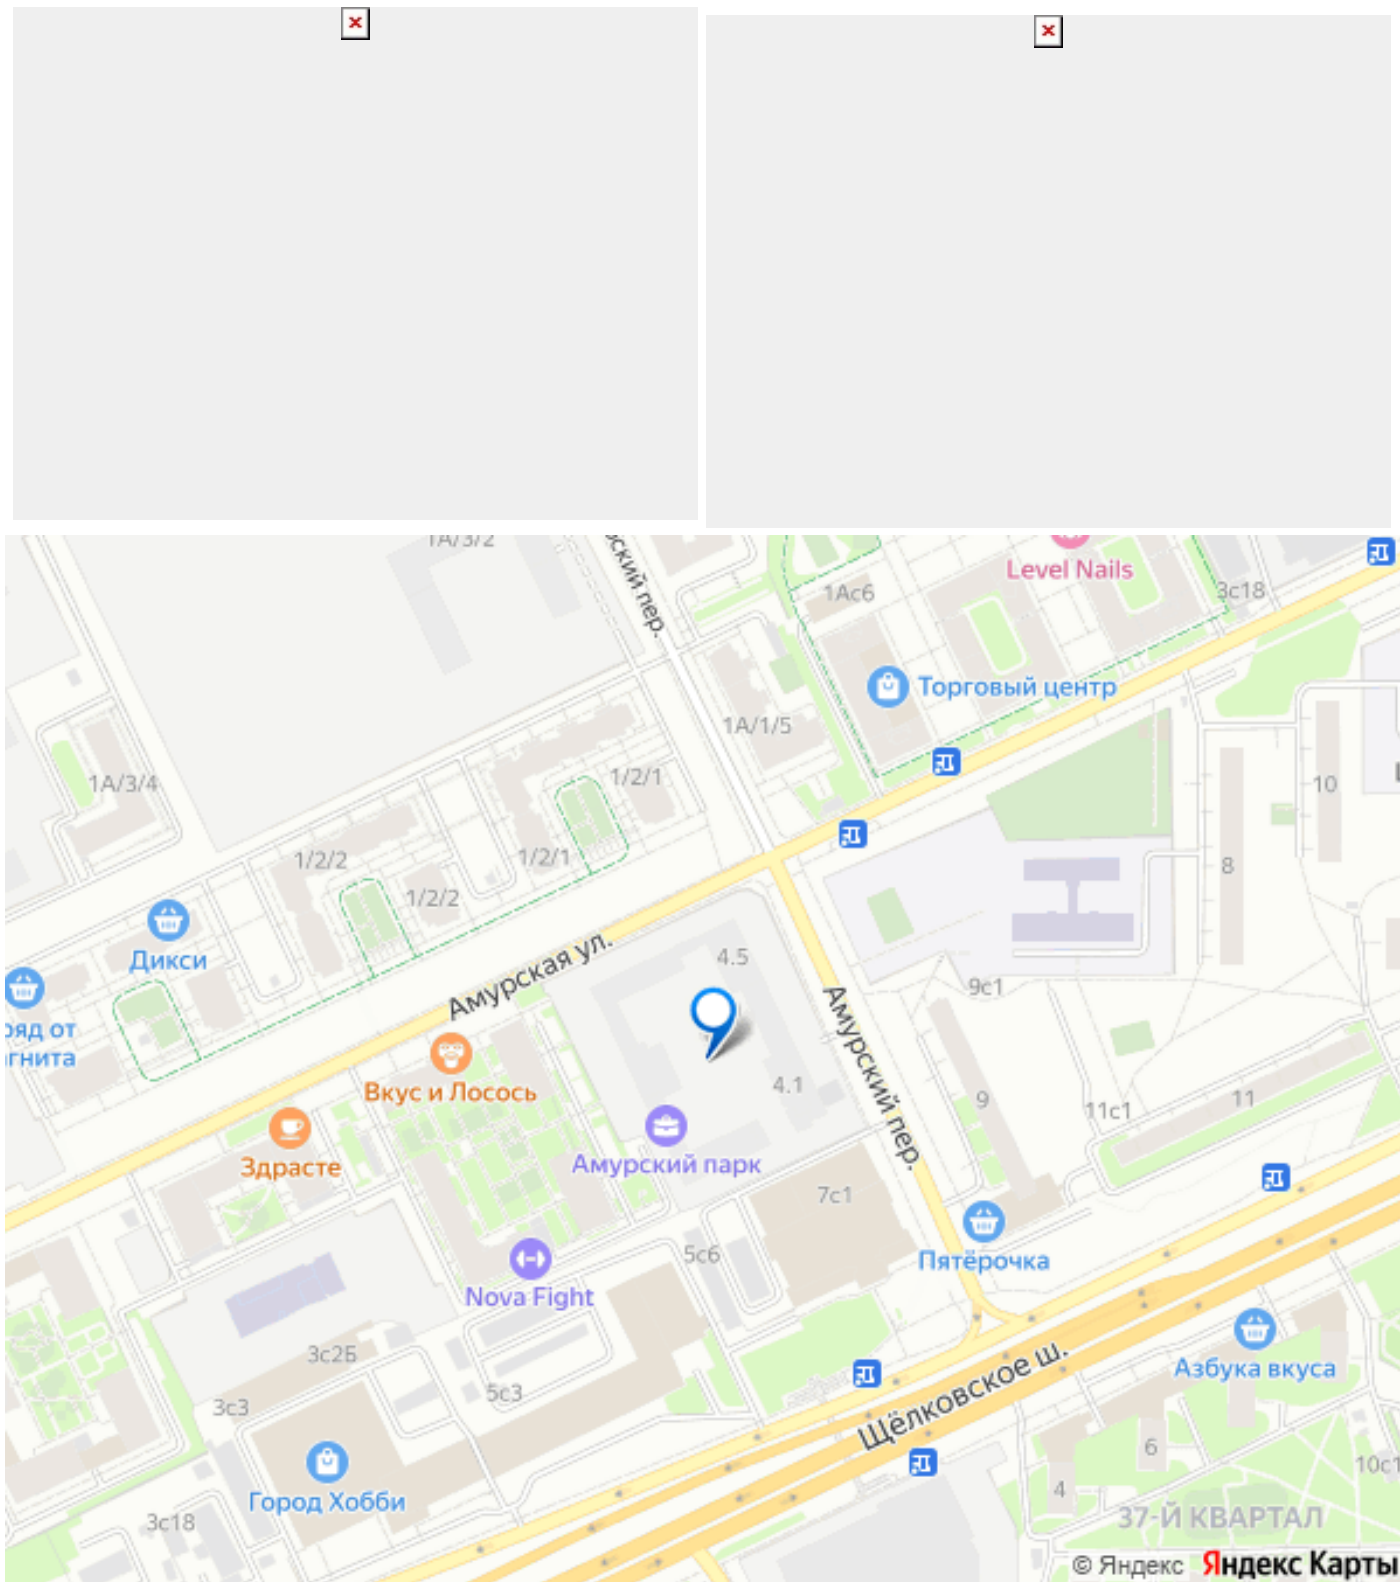 1А/3/2
ский пер.
Level Nails
1Ас6
3с18
Торговый центр
1А/1/5
1/2/1
1А/3/4
10
1/2/2
1/2/1
8
1/2/2
Дикси
4.5
Амурская ул.
9с1
Амурский пер.
ряд от
гнита
Вкус и Лосось
4.1
9
11с1
11
Здрасте
Амурский парк
7с1
5с6
Пятёрочка
Nova Fight
3с2Б
Щёлковское ш.
Азбука вкуса
5с3
3с3
6
10с1
Город Хобби
4
3с18
37-Й КВАРТАЛ
© Яндекс Яндекс Карты